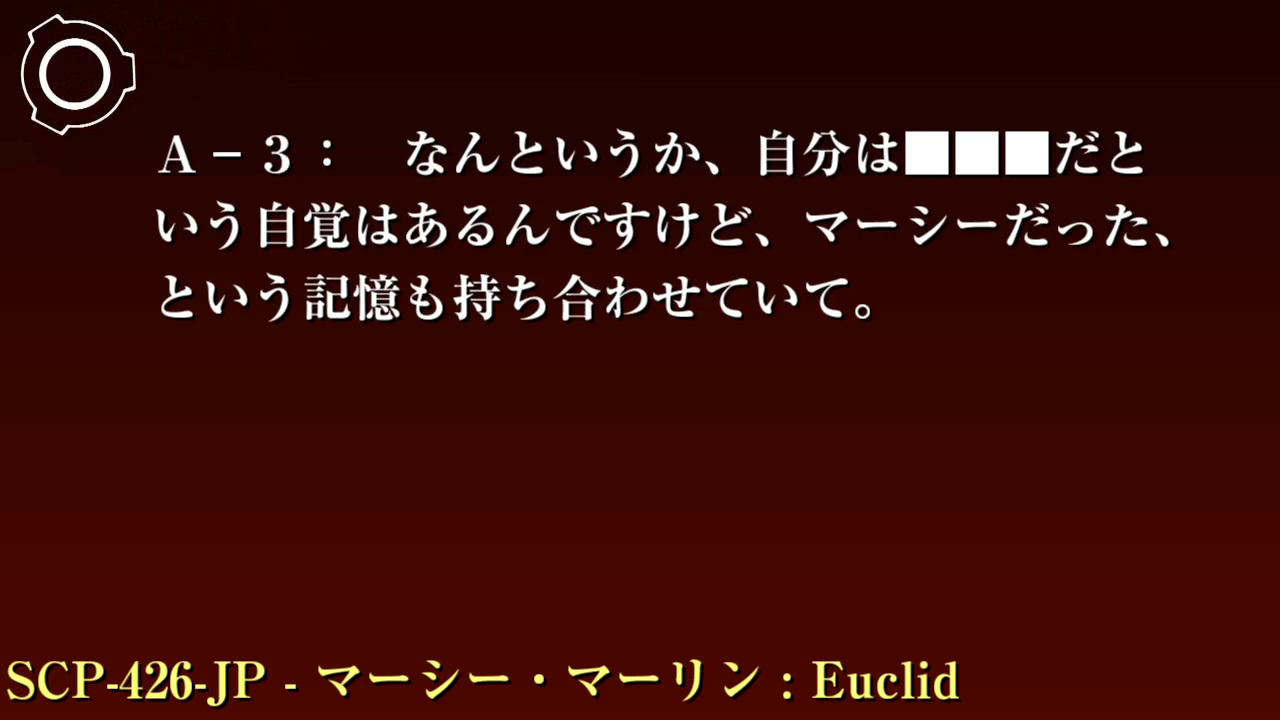 A－3：　なんというか、自分は■■■だと
いう自覚はあるんですけど、マーシーだった、
という記憶も持ち合わせていて。
SCP-426-JP - マーシー・マーリン : Euclid